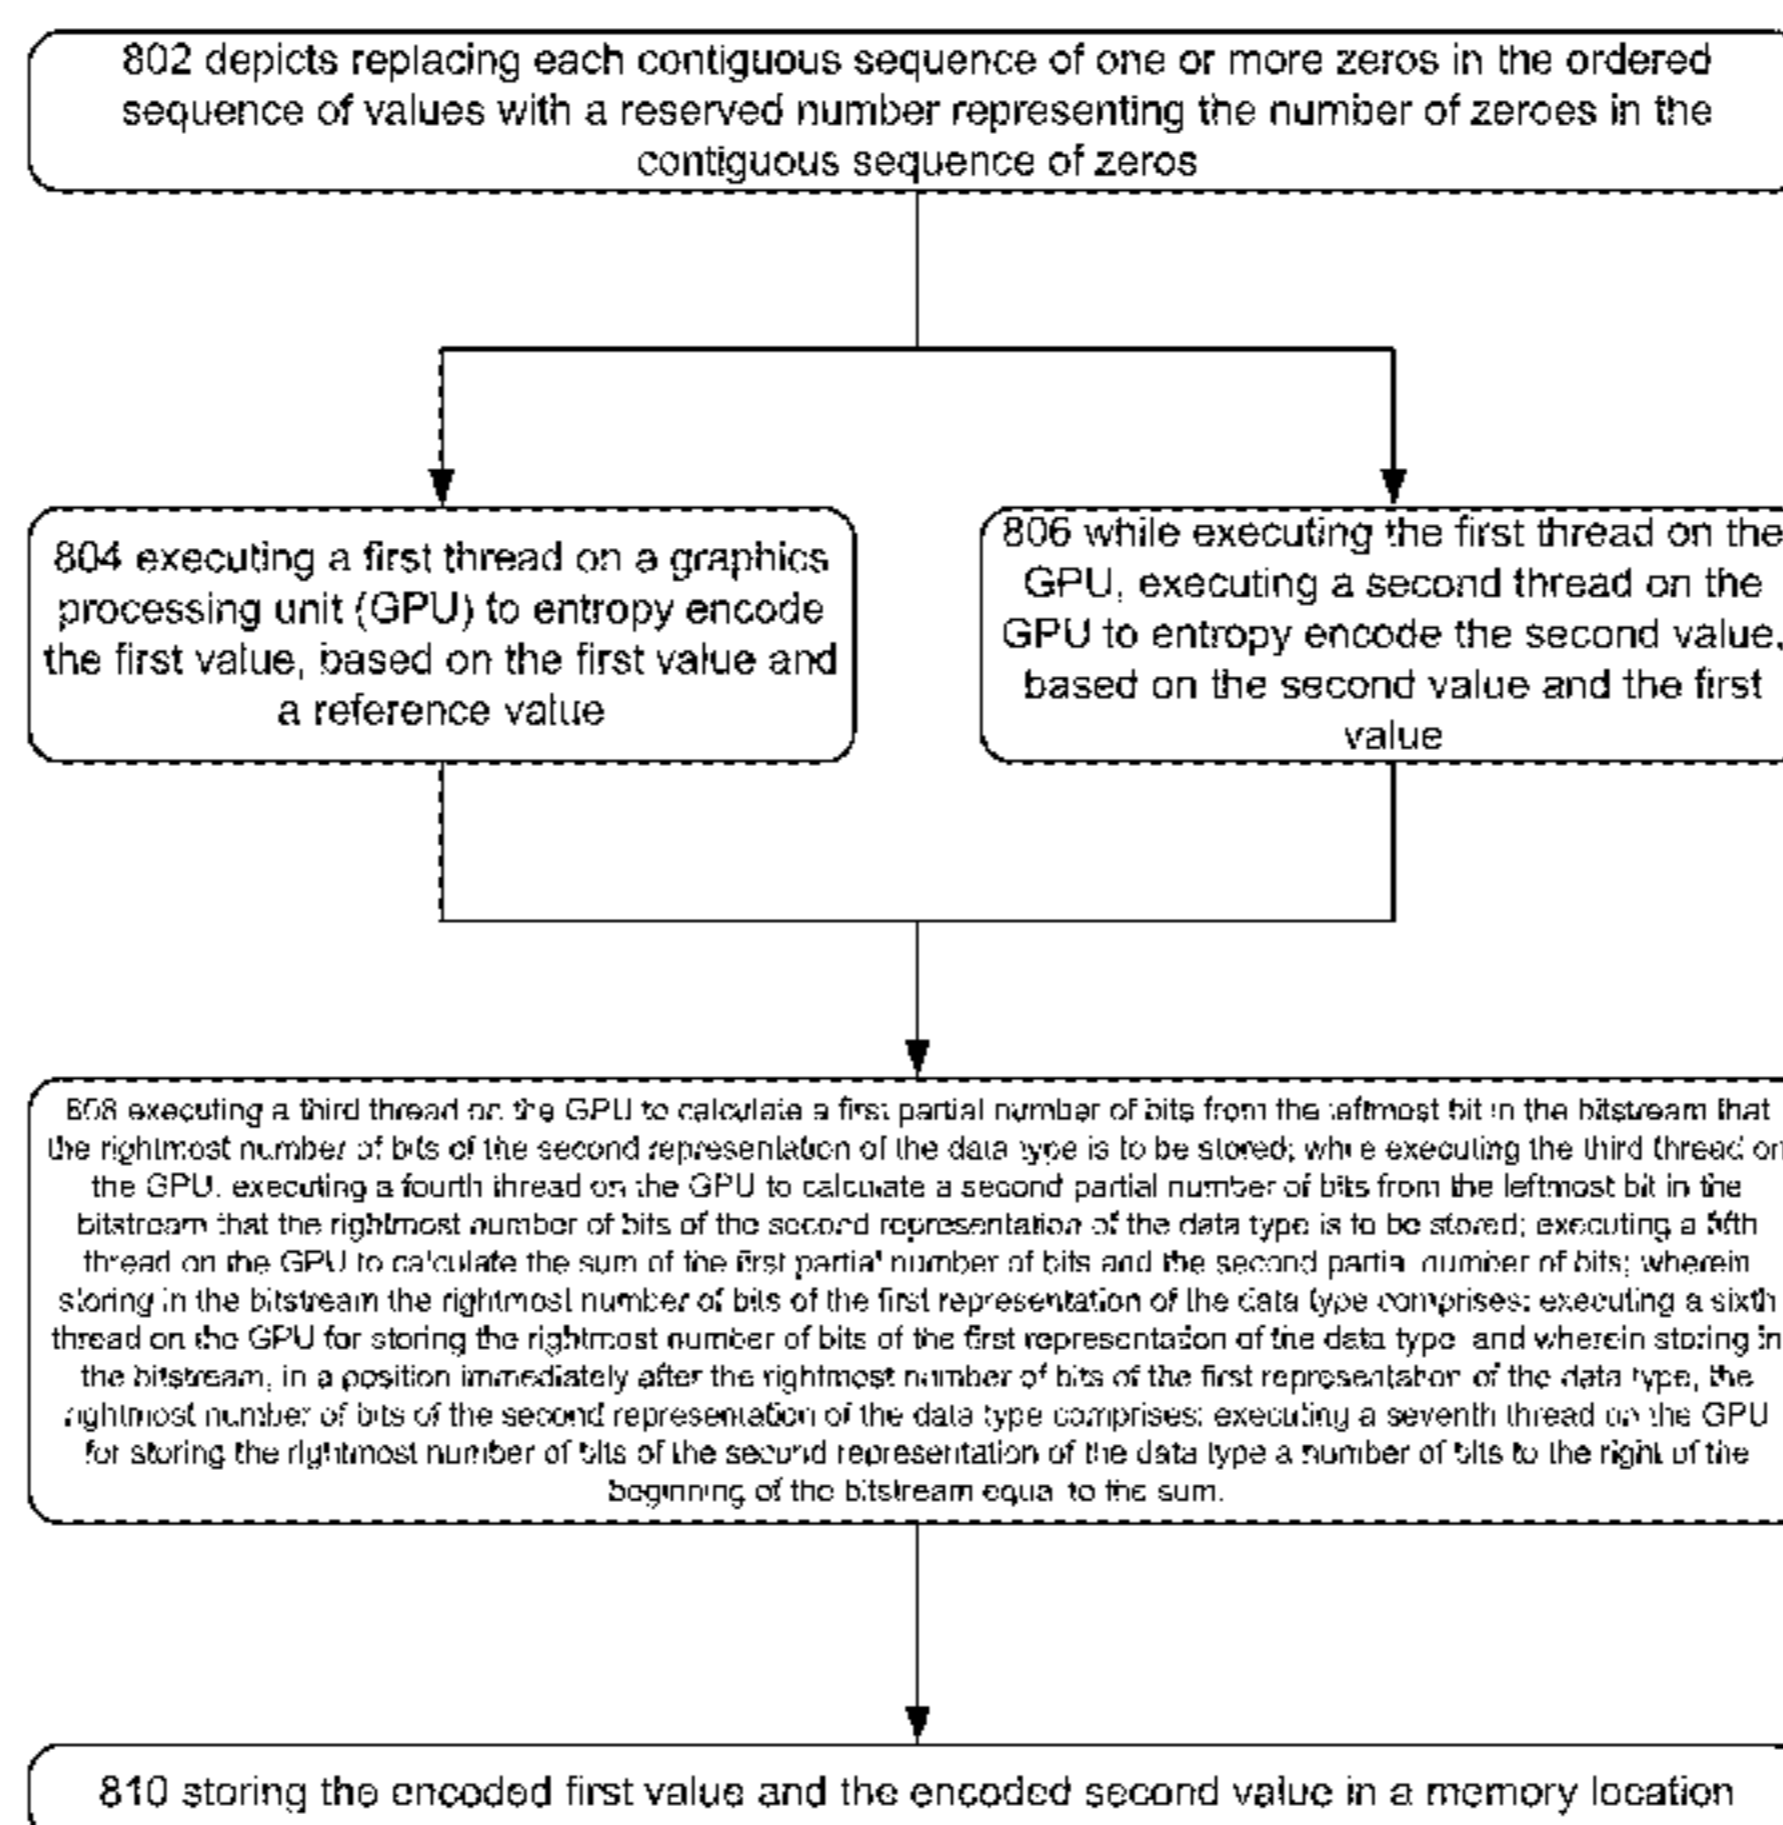 802 depicts replacing each contiguous sequence of one or more zeros in the ordered
sequence of values with a reserved number representing the number of zeroes in the
contiguous sequence of zeros
804 executing a first thread on a graphics
processing unit (GPU) to entropy encode
the first value, based on the first value and
a reference value
806 while executing the first thread on the
GPU, executing a second thread on the
GPU to entropy encode the second value,
based on the second value and the first
value
808 executing a third thread on the GPU to calculate a first partial number of bits from the leftmost bit in the bitstream that
the rightmost number of bits of the second representation of the data type is to be stored; while executing the third thread on
the GPU, executing a fourth thread on the GPU to calculate a second partial number of bits from the leftmost bit in the
bitstream that the rightmost number of bits of the second representation of the data type is to be stored; executing a fifth
thread on the GPU to calculate the sum of the first partial number of bits and the second partial number of bits; wherein
storing in the bitstream the rightmost number of bits of the first representation of the data type comprises: executing a sixth
thread on the GPU for storing the rightmost number of bits of the first representation of the data type and wherein storing in
the bitstream, in a position immediately after the rightmost number of bits of the first representation of the data type, the
rightmost number of bits of the second representation of the data type comprises: executing a seventh thread on the GPU
for storing the rightmost number of bits of the second representation of the data type a number of bits to the right of the
beginning of the bitstream equal to the sum.
810 storing the encoded first value and the encoded second value in a memory location